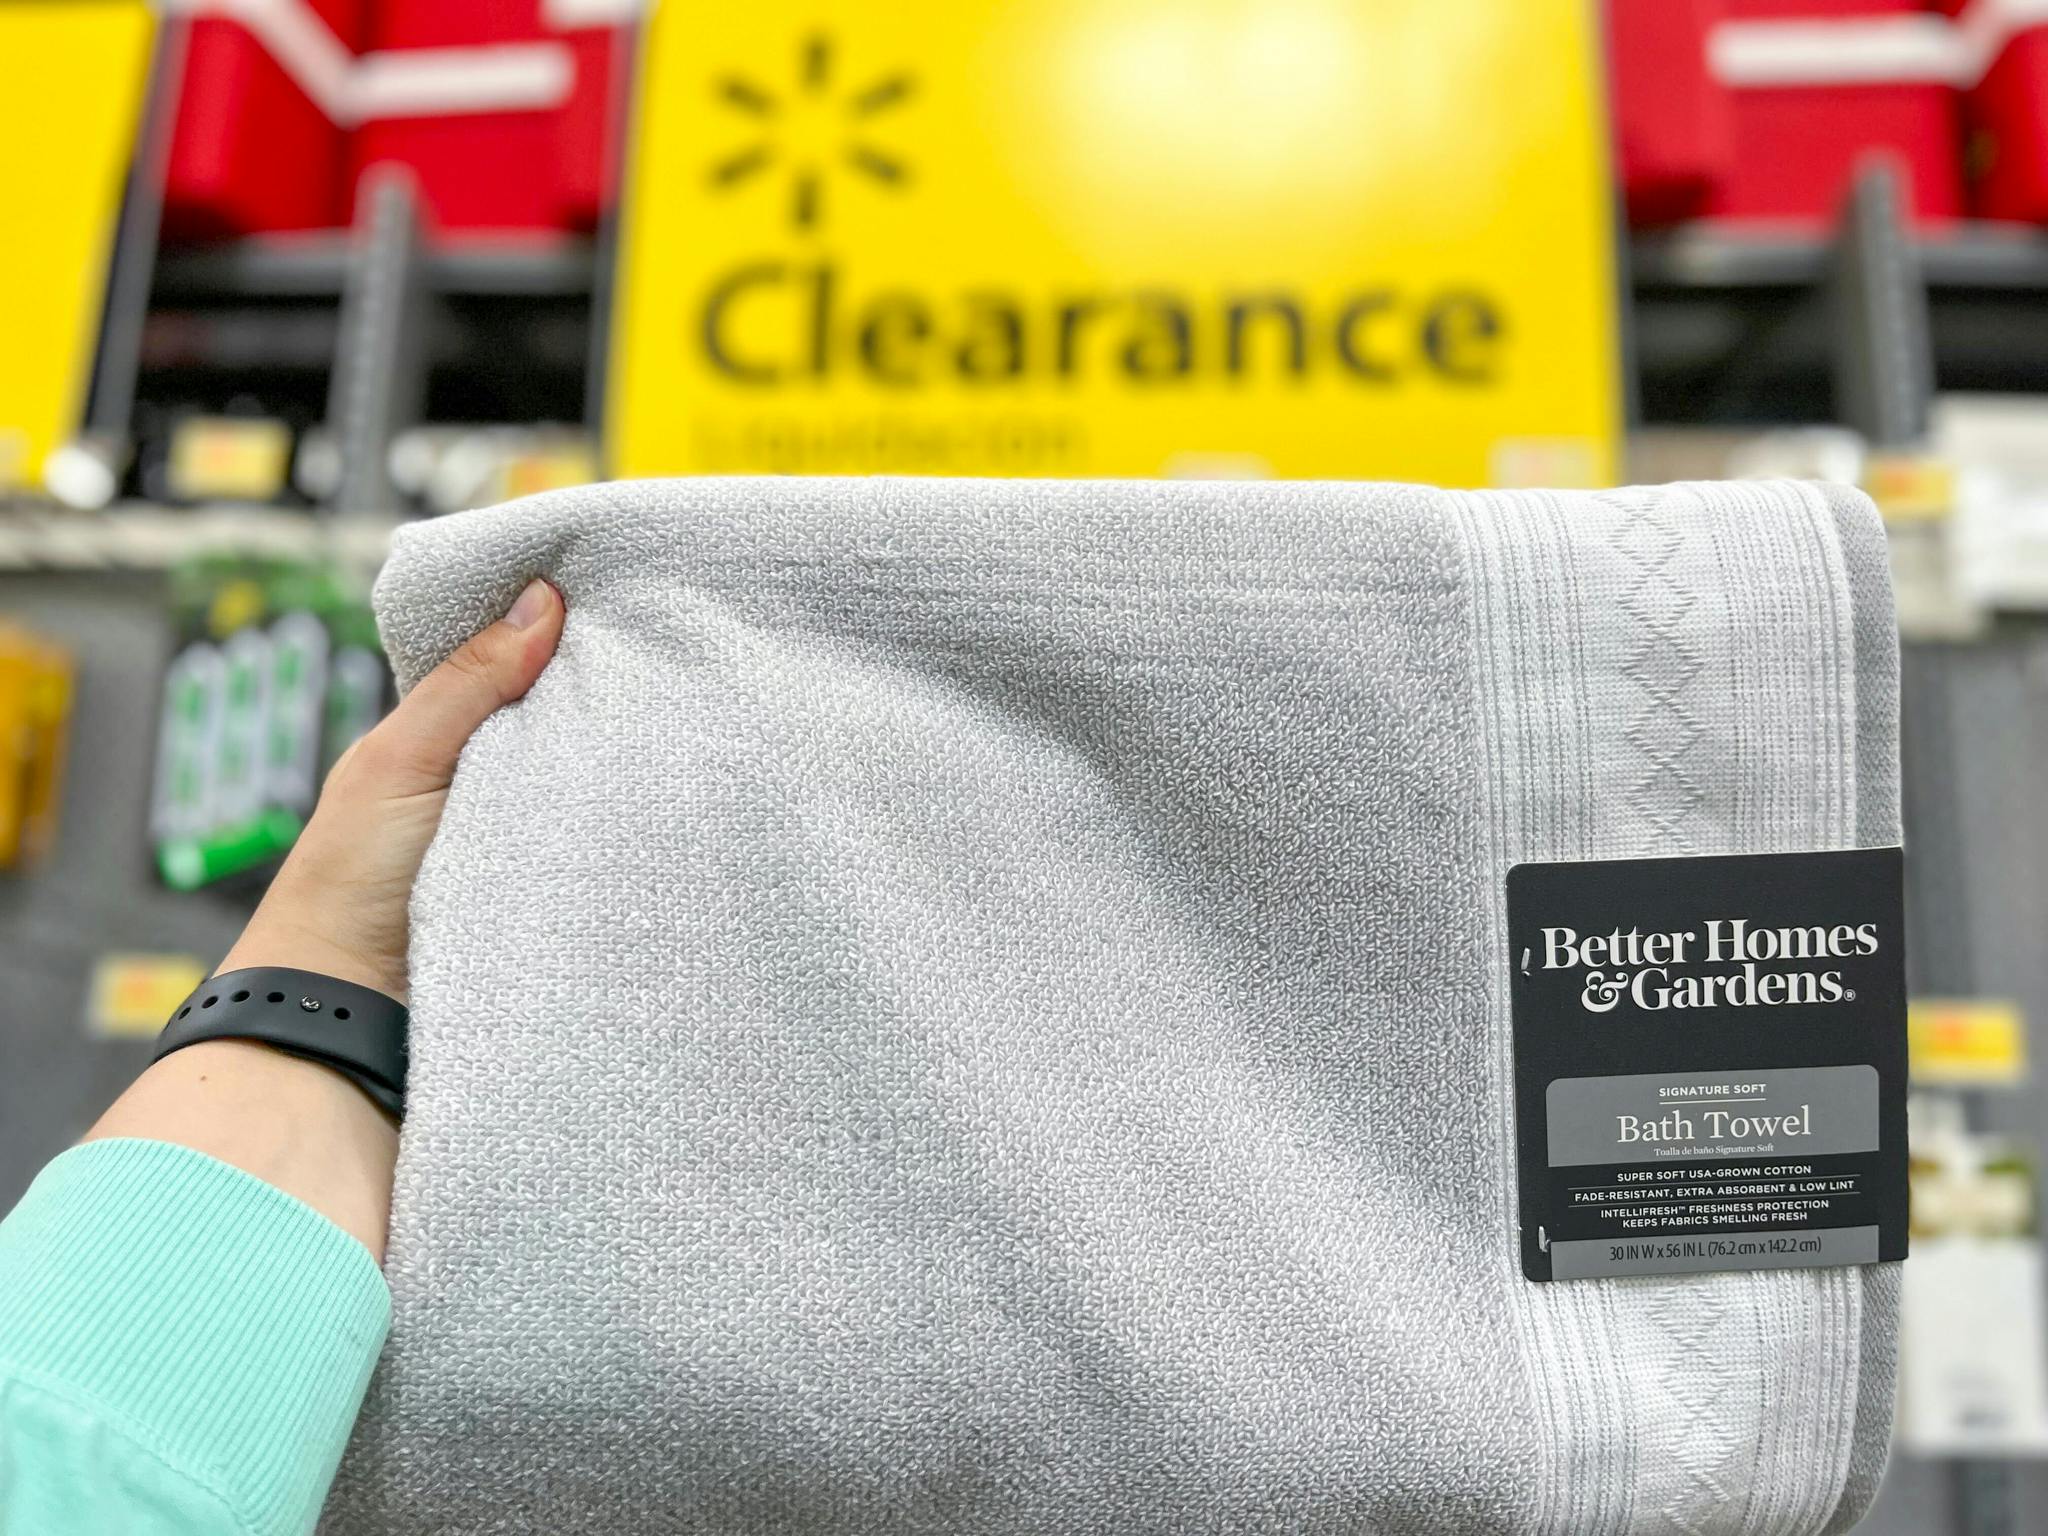 Clearance
Liquidación
Better Homes
& Gardens®
SIGNATURE SOFT
Bath Towel
Toalla de baño Signature Soft
SUPER SOFT USA-GROWN COTTON
FADE-RESISTANT, EXTRA ABSORBENT & LOW LINT
INTELLIFRESH™ FRESHNESS PROTECTION
KEEPS FABRICS SMELLING FRESH
30 IN W x 56 IN L (76.2 cm x 142.2 cm)